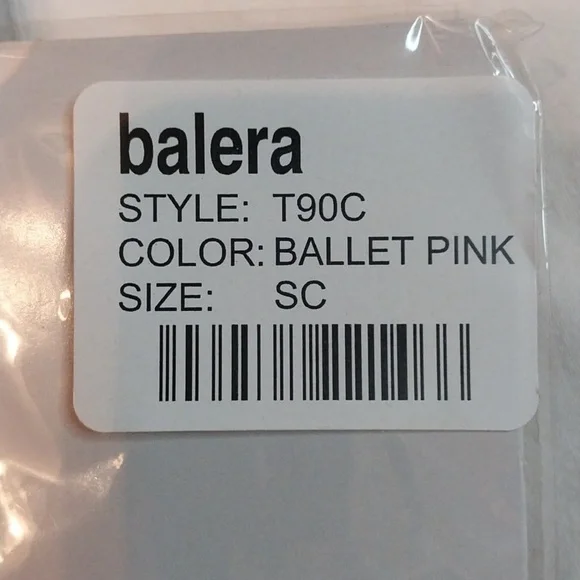 balera
STYLE: T90C
COLOR: BALLET PINK
SIZE: SC